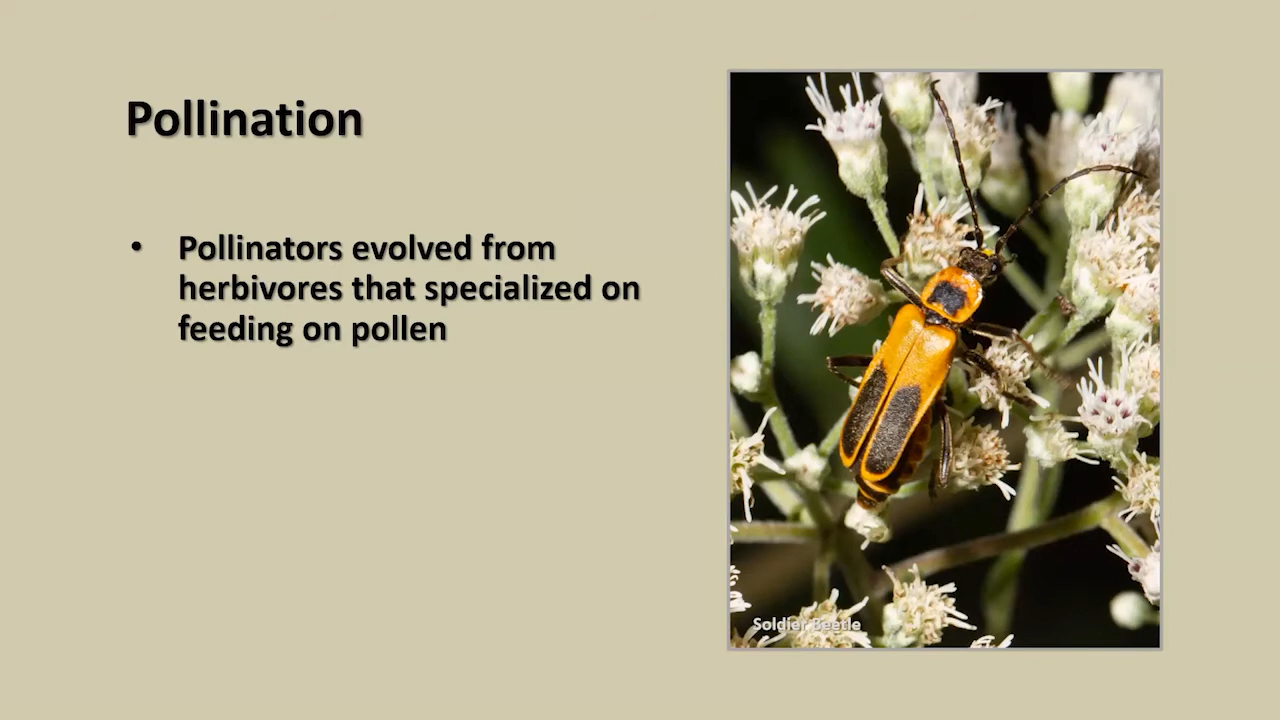 Pollination
• Pollinators evolved from
herbivores that specialized on
feeding on pollen
Soldier Beetle